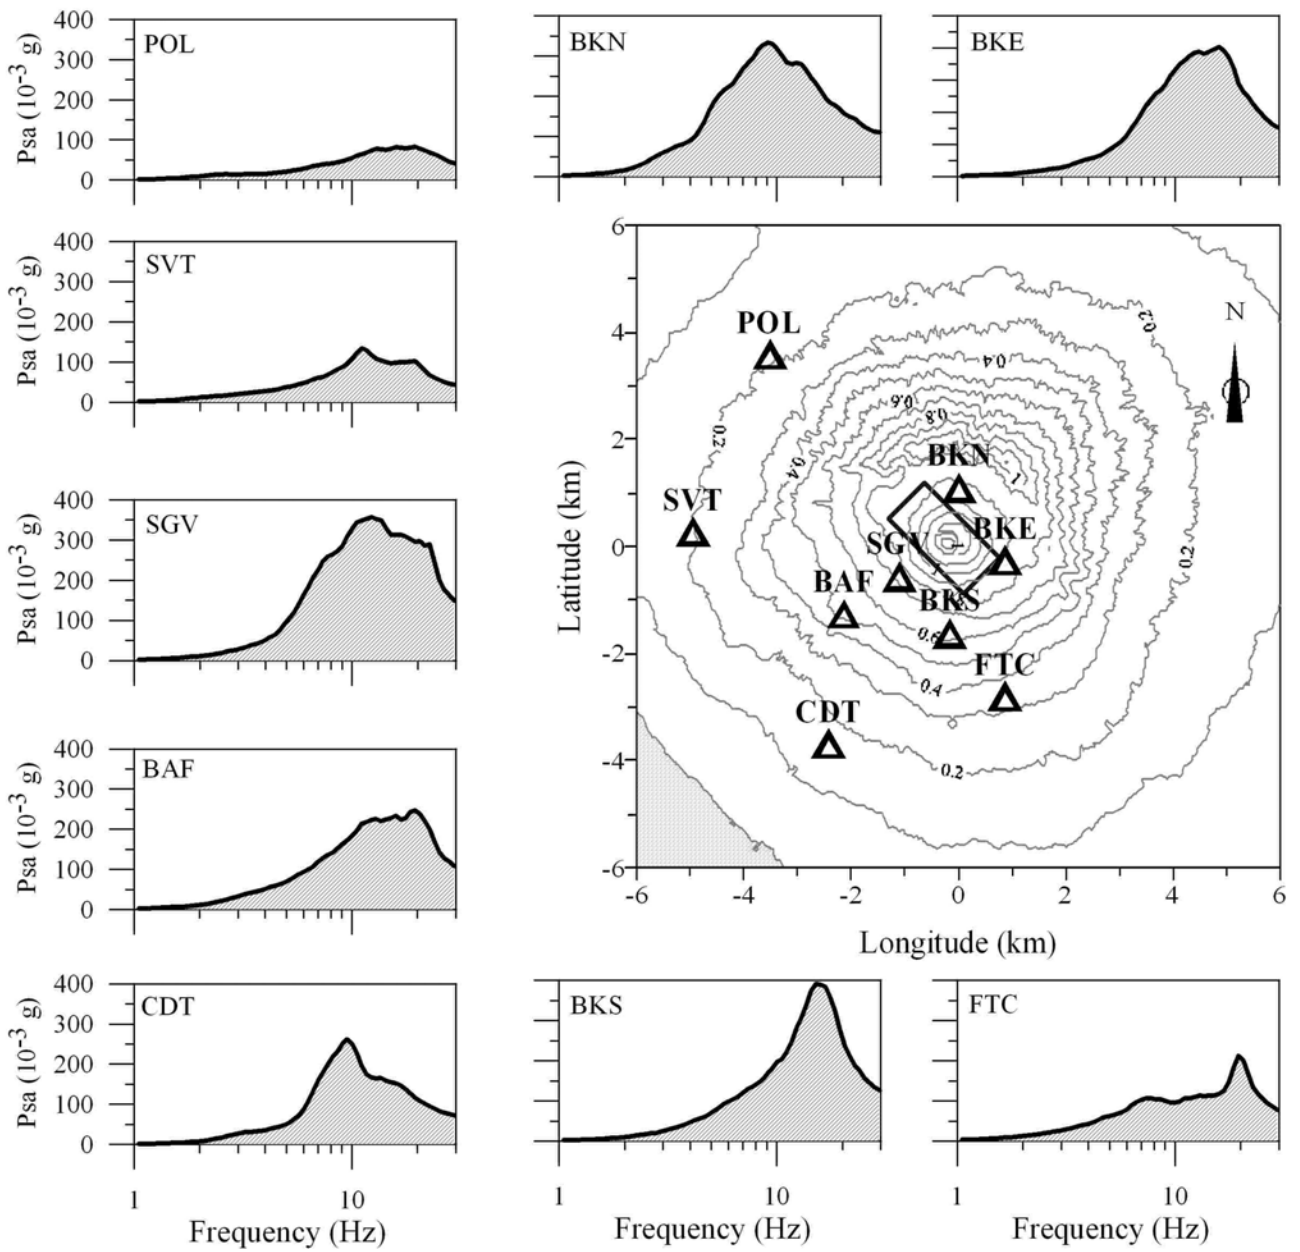 400
300
200
100
0
Psa (10⁻³ g)
POL
BKN
BKE
400
300
200
100
0
Psa (10⁻³ g)
SVT
400
300
200
100
0
Psa (10⁻³ g)
SGV
400
300
200
100
0
Psa (10⁻³ g)
BAF
6
4
2
0
-2
-4
-6
Latitude (km)
N
POL
0.2
0.4
0.6
0.8
0.2
0.4
BKN
1
SVT
BKE
SGV
1
0.2
BAF
BKS
0.6
FTC
0.4
CDT
0.2
-6 -4 -2 0 2 4 6
Longitude (km)
400
300
200
100
0
Psa (10⁻³ g)
CDT
1 10
Frequency (Hz)
BKS
1 10
Frequency (Hz)
FTC
1 10
Frequency (Hz)